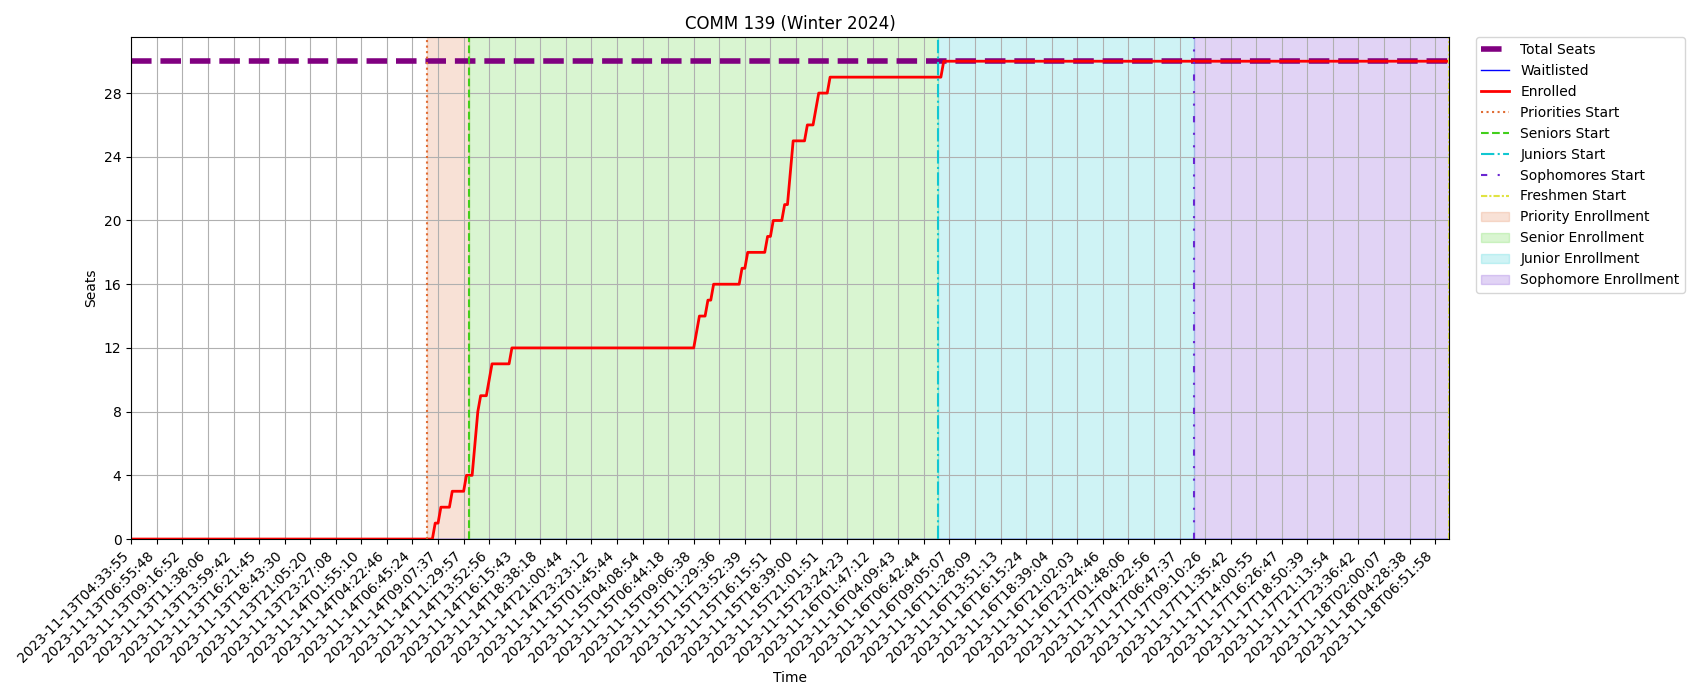 COMM 139 (Winter 2024)
Seats
28
24
20
16
12
8
4
0
2023-11-13T04:33:55
2023-11-13T06:55:48
2023-11-13T09:16:52
2023-11-13T11:38:06
2023-11-13T13:59:42
2023-11-13T16:21:45
2023-11-13T18:43:30
2023-11-13T21:05:20
2023-11-13T23:27:08
2023-11-14T01:55:10
2023-11-14T04:22:46
2023-11-14T06:45:24
2023-11-14T09:07:37
2023-11-14T11:29:57
2023-11-14T13:52:56
2023-11-14T16:15:43
2023-11-14T18:38:18
2023-11-14T21:00:44
2023-11-14T23:23:12
2023-11-15T01:45:44
2023-11-15T04:08:54
2023-11-15T06:44:18
2023-11-15T09:06:38
2023-11-15T11:29:36
2023-11-15T13:52:39
2023-11-15T16:15:51
2023-11-15T18:39:00
2023-11-15T21:01:51
2023-11-15T23:24:23
2023-11-16T01:47:12
2023-11-16T04:09:43
2023-11-16T06:42:44
2023-11-16T09:05:07
2023-11-16T11:28:09
2023-11-16T13:51:13
2023-11-16T16:15:24
2023-11-16T18:39:04
2023-11-16T21:02:03
2023-11-16T23:24:46
2023-11-17T01:48:06
2023-11-17T04:22:56
2023-11-17T06:47:37
2023-11-17T09:10:26
2023-11-17T11:35:42
2023-11-17T14:00:55
2023-11-17T16:26:47
2023-11-17T18:50:39
2023-11-17T21:13:54
2023-11-17T23:36:42
2023-11-18T02:00:07
2023-11-18T04:28:38
2023-11-18T06:51:58
Time
Total Seats
Waitlisted
Enrolled
Priorities Start
Seniors Start
Juniors Start
Sophomores Start
Freshmen Start
Priority Enrollment
Senior Enrollment
Junior Enrollment
Sophomore Enrollment